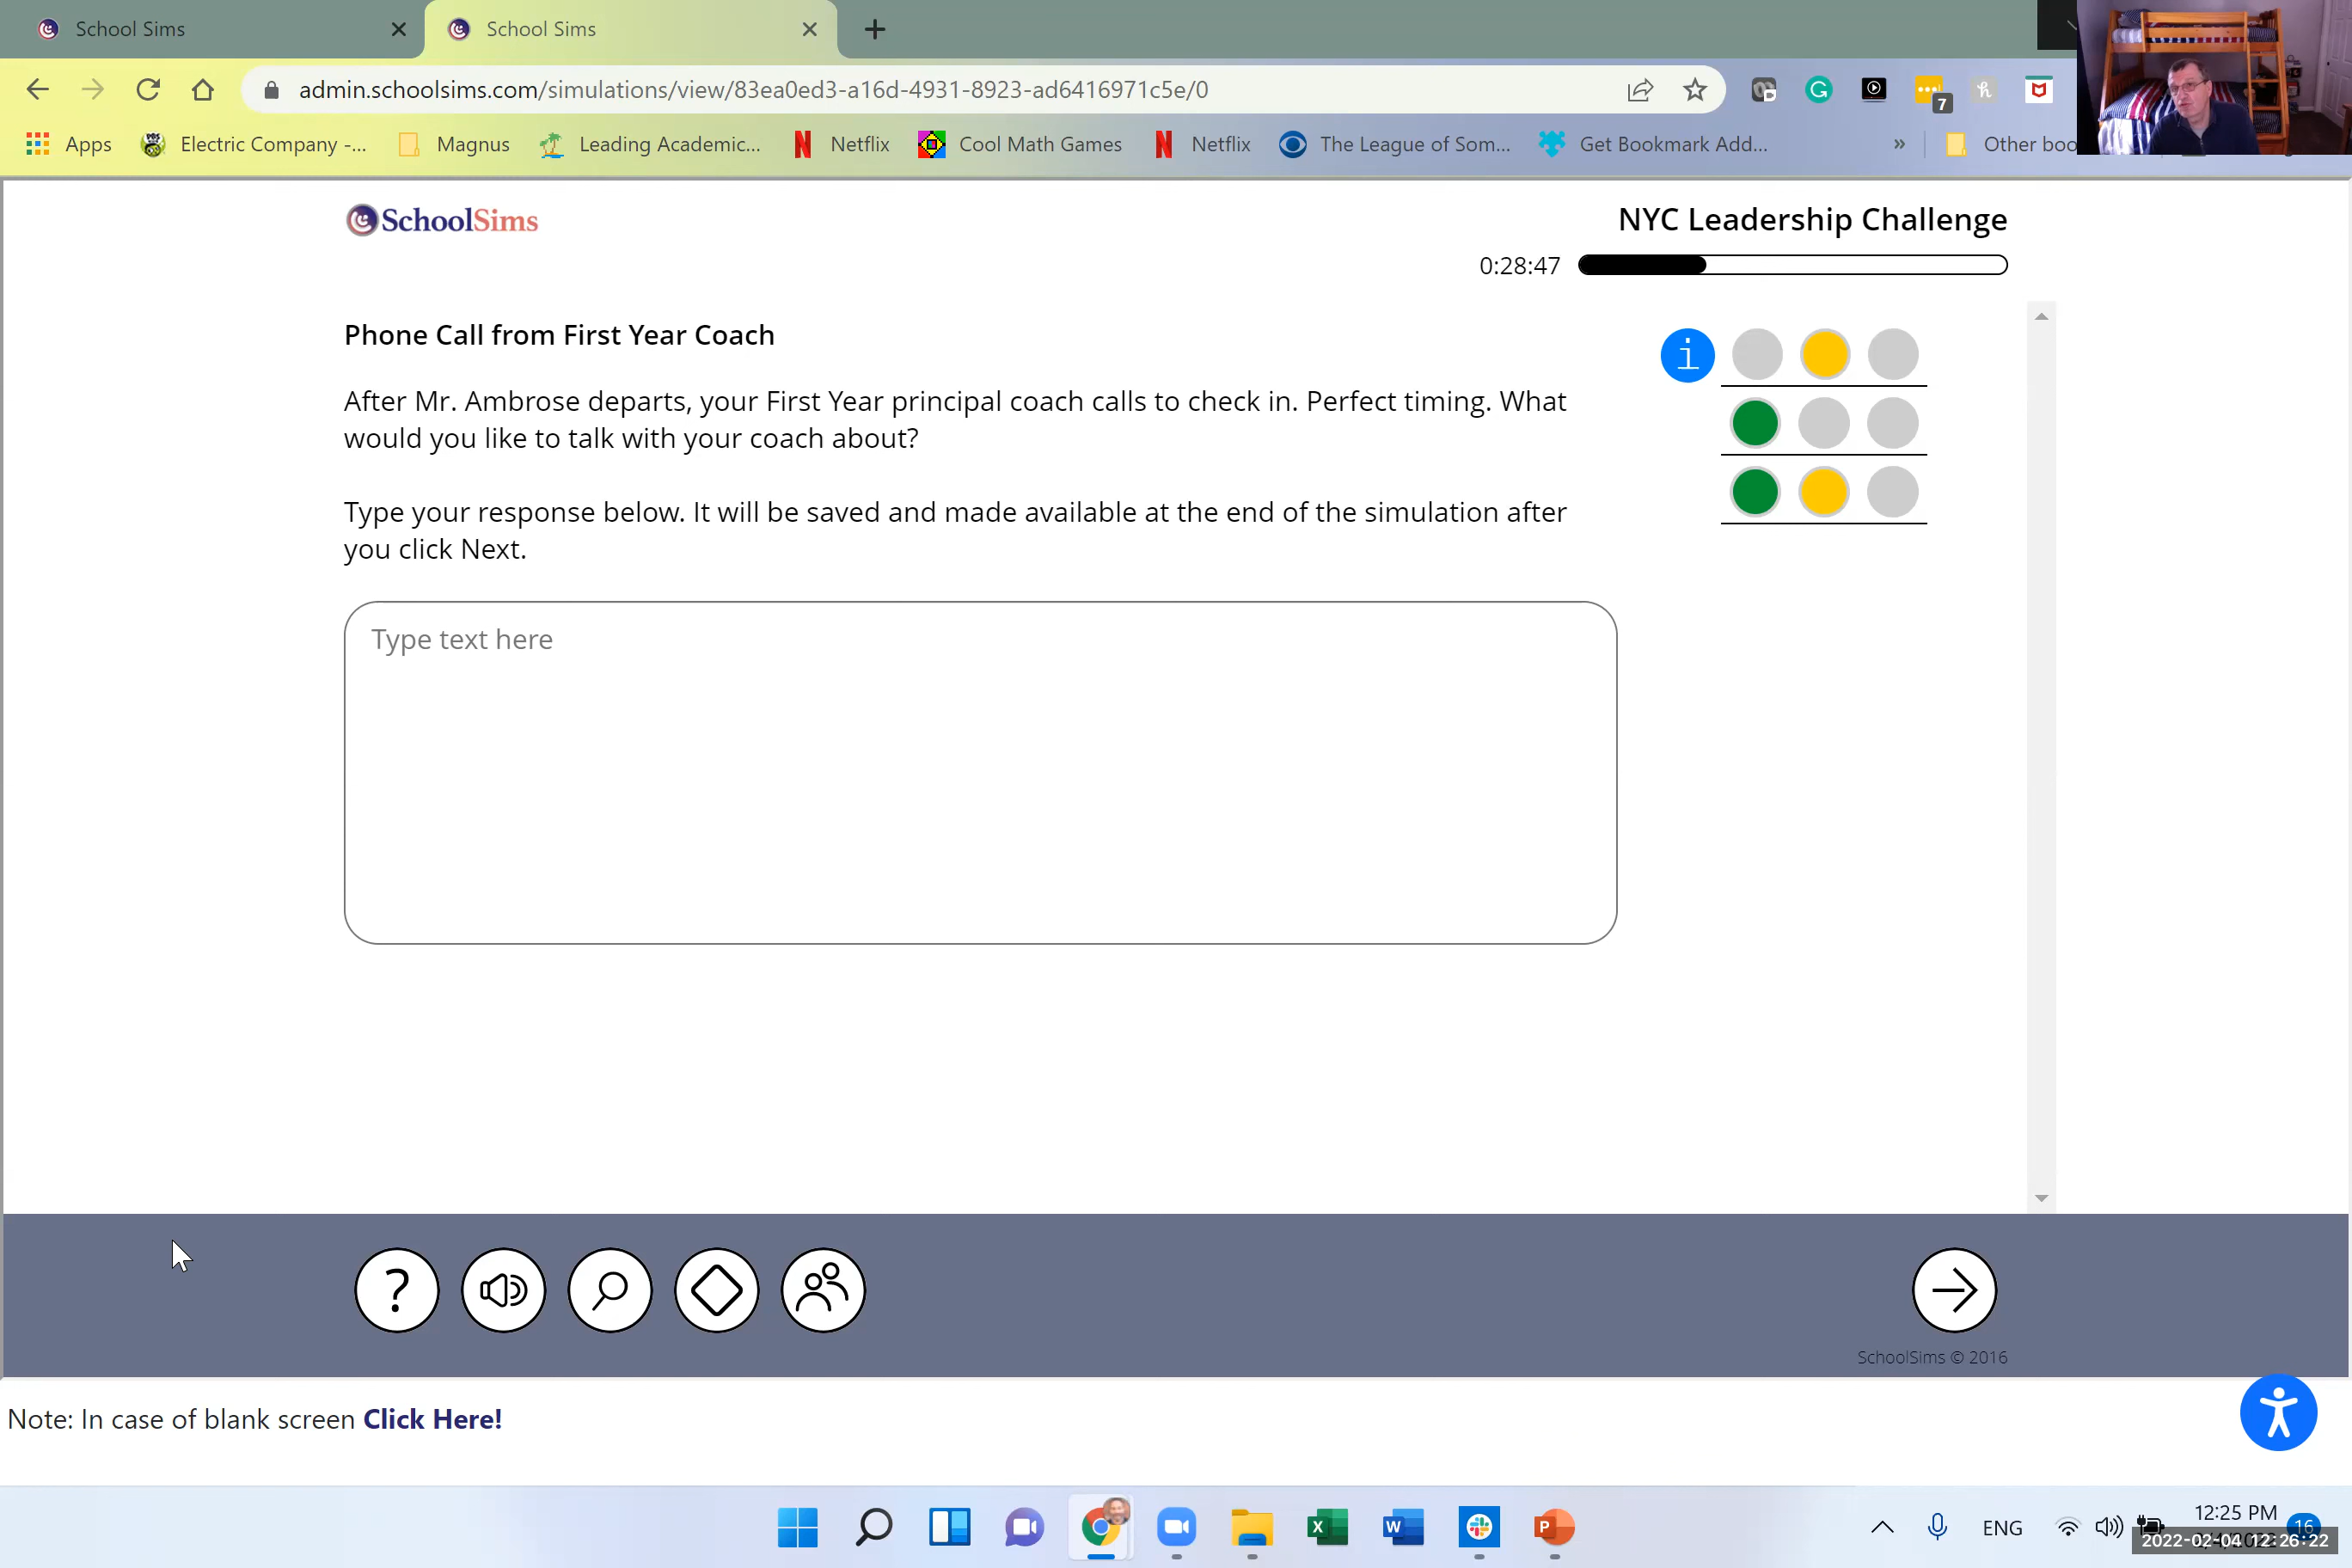 School Sims
School Sims
admin.schoolsims.com/simulations/view/83ea0ed3-a16d-4931-8923-ad6416971c5e/0
7
Apps
Electric Company -...
Magnus
Leading Academic...
Netflix
Cool Math Games
Netflix
The League of Som...
Get Bookmark Add...
»
Other boo
SchoolSims
NYC Leadership Challenge
0:28:47
Phone Call from First Year Coach
i
After Mr. Ambrose departs, your First Year principal coach calls to check in. Perfect timing. What
would you like to talk with your coach about?
Type your response below. It will be saved and made available at the end of the simulation after
you click Next.
Type text here
?
SchoolSims © 2016
Note: In case of blank screen Click Here!
ENG
12:25 PM
16
2022-02-04 12:26:22